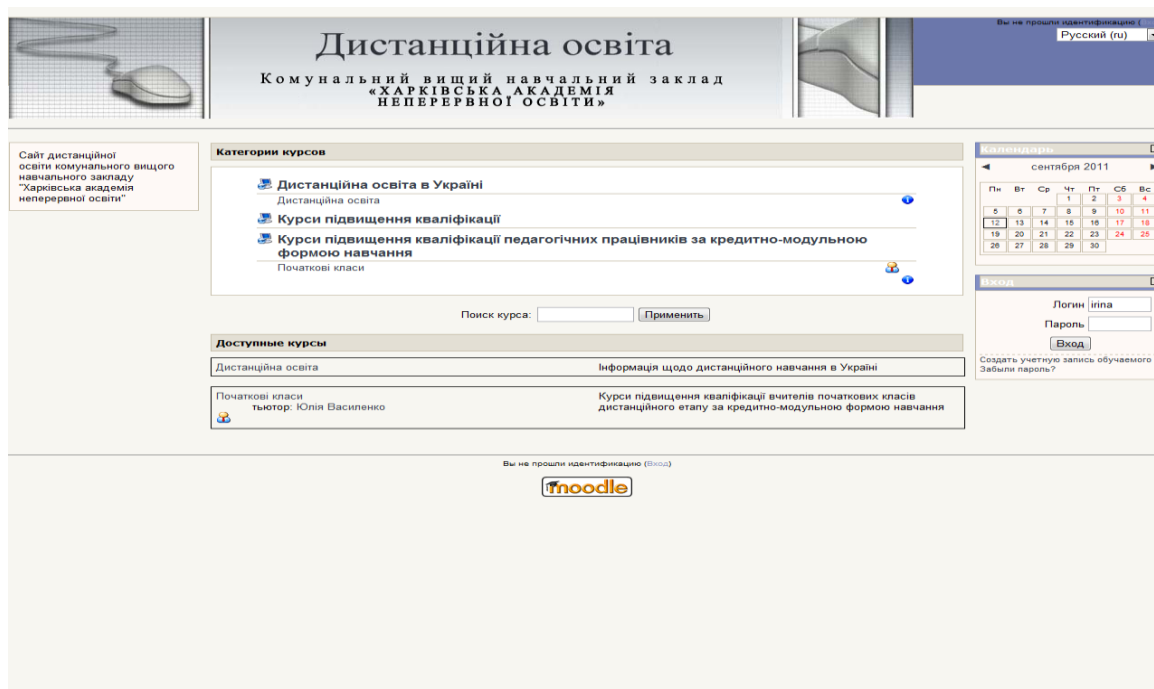 Вы не прошли идентификацию (
Русский (ru)
Дистанційна освіта
Комунальний вищий навчальний заклад
«ХАРКІВСЬКА АКАДЕМІЯ
НЕПЕРЕРВНОЇ ОСВІТИ»
Сайт дистанційної
освіти комунального вищого
навчального закладу
"Харківська академія
неперервної освіти"
Категории курсов
Дистанційна освіта в Україні
Дистанційна освіта
Курси підвищення кваліфікації
Курси підвищення кваліфікації педагогічних працівників за кредитно-модульною
формою навчання
Початкові класи
Поиск курса:
Применить
Доступные курсы
Дистанційна освіта
Інформація щодо дистанційного навчання в Україні
Початкові класи
тьютор: Юлія Василенко
Курси підвищення кваліфікації вчителів початкових класів
дистанційного етапу за кредитно-модульною формою навчання
Календарь
◄ сентября 2011 ►
Пн Вт Ср Чт Пт Сб Вс
1 2 3 4
5 6 7 8 9 10 11
12 13 14 15 16 17 18
19 20 21 22 23 24 25
26 27 28 29 30
Вход
Логин irina
Пароль
Вход
Создать учетную запись обучаемого
Забыли пароль?
Вы не прошли идентификацию (Вход)
moodle